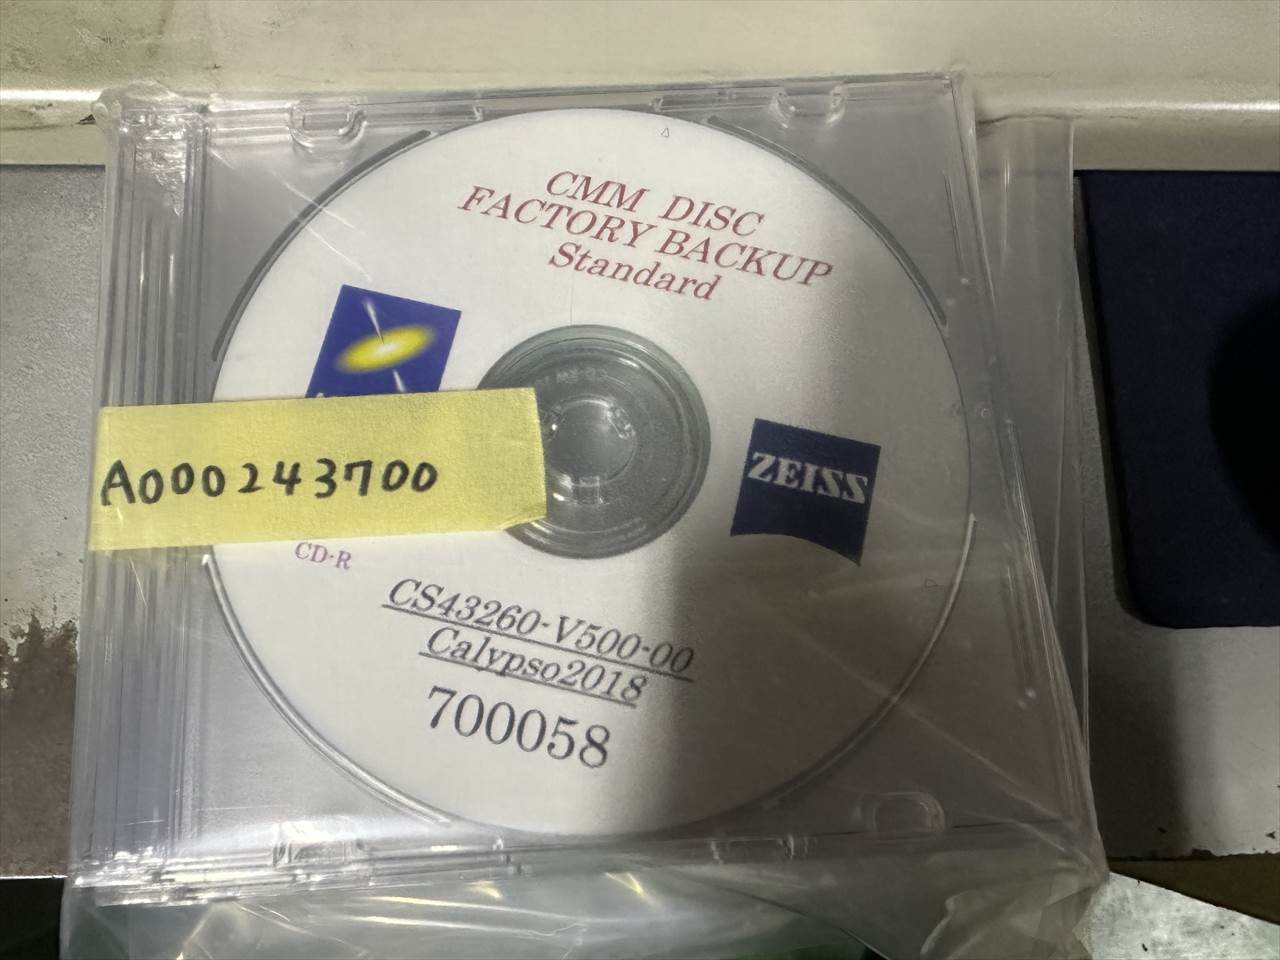 CMM DISC
FACTORY BACKUP
Standard
ZEISS
A000243700
CD-R
CS43260-V500-00
Calypso2018
700058